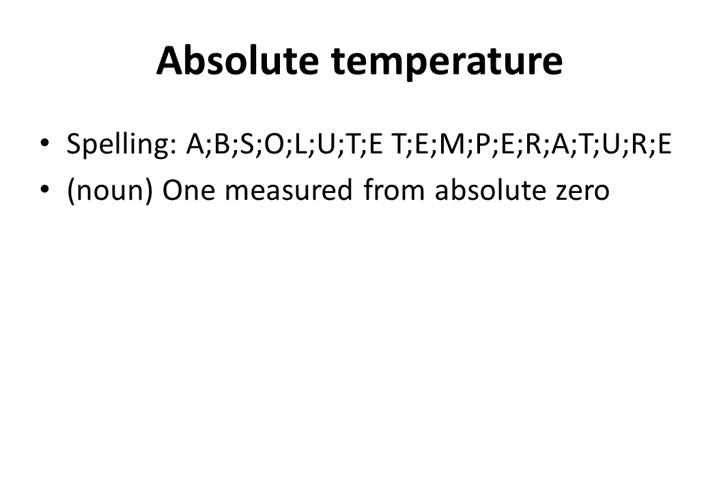 Absolute temperature
• Spelling: A;B;S;O;L;U;T;E T;E;M;P;E;R;A;T;U;R;E
• (noun) One measured from absolute zero